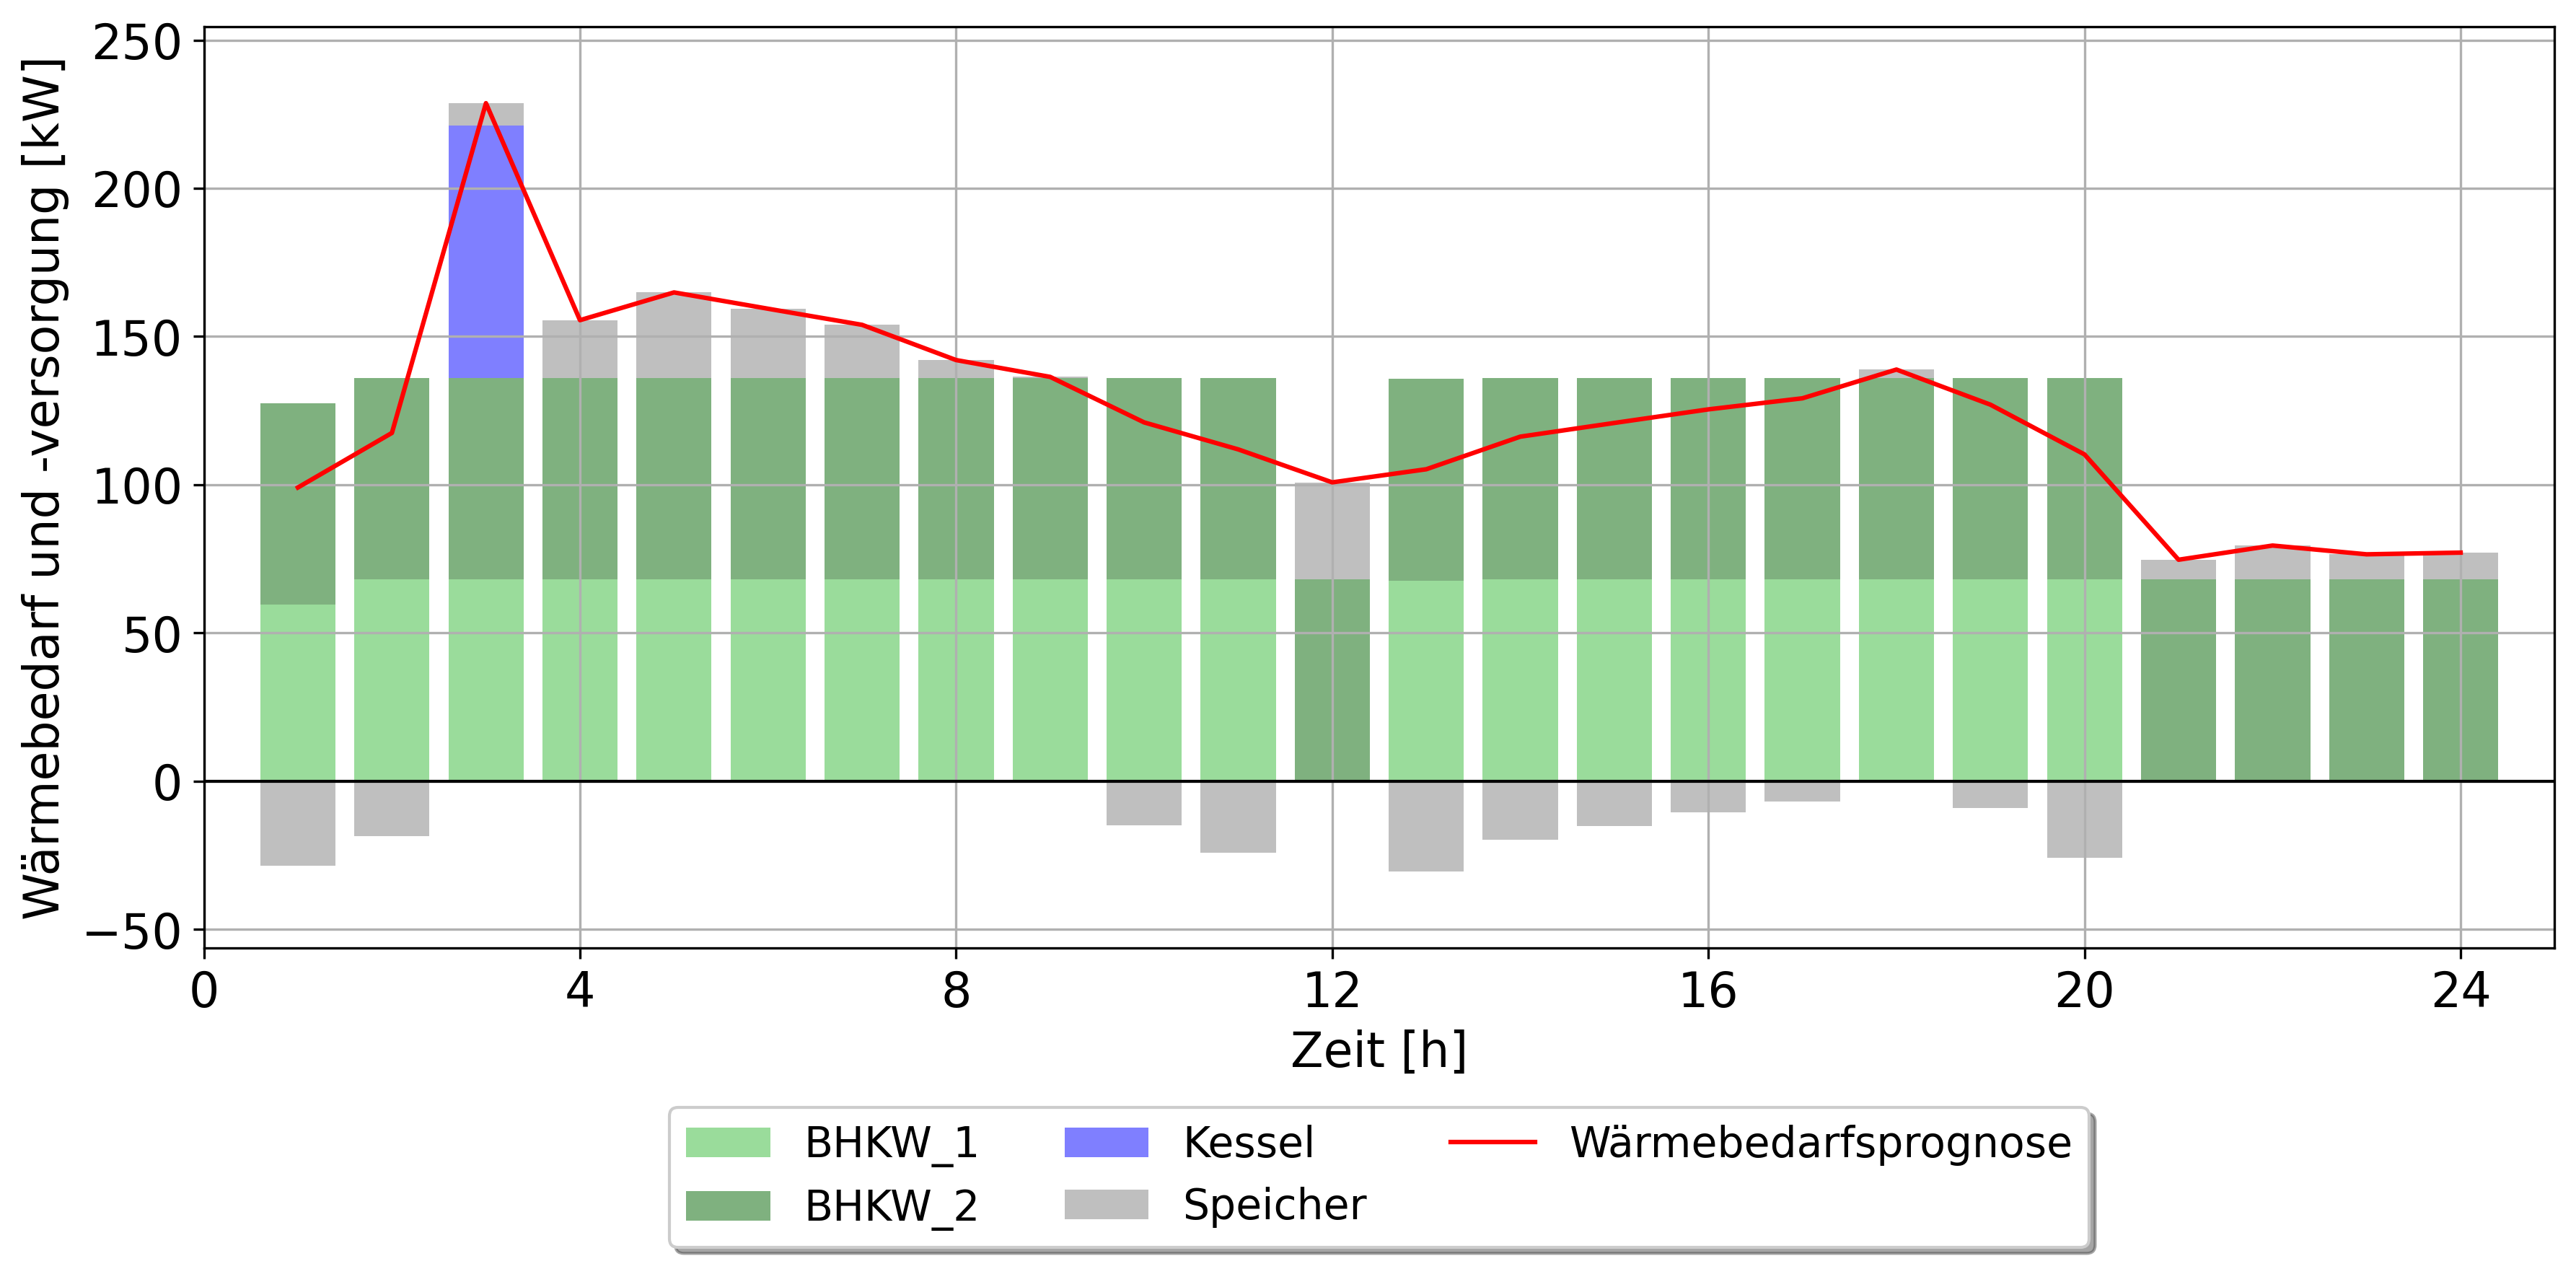 Wärmebedarf und -versorgung [kW]
250
200
150
100
50
0
−50
0 4 8 12 16 20 24
Zeit [h]
BHKW_1 Kessel Wärmebedarfsprognose
BHKW_2 Speicher